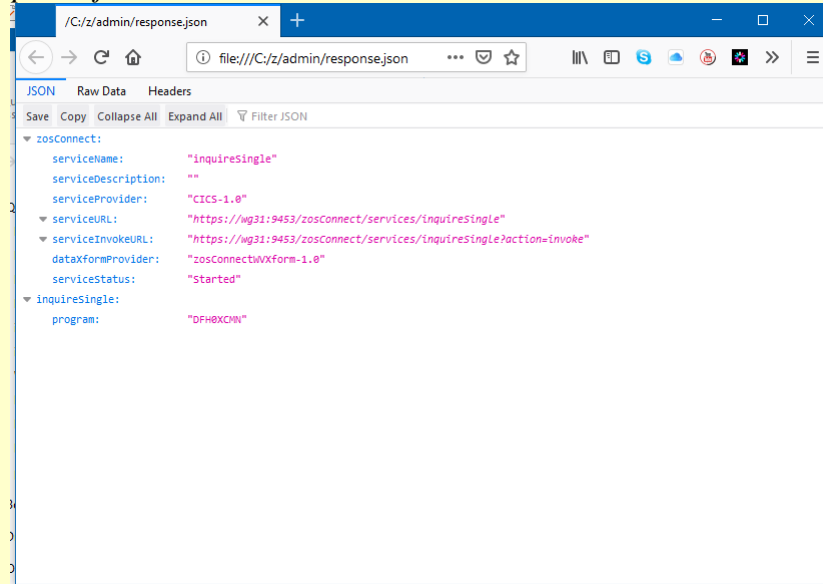 /C:/z/admin/response.json
file:///C:/z/admin/response.json
JSON Raw Data Headers
Save Copy Collapse All Expand All Filter JSON
zosConnect:
serviceName: "inquireSingle"
serviceDescription: ""
serviceProvider: "CICS-1.0"
serviceURL: "https://wg31:9453/zosConnect/services/inquireSingle"
serviceInvokeURL: "https://wg31:9453/zosConnect/services/inquireSingle?action=invoke"
dataXformProvider: "zosConnectWVXform-1.0"
serviceStatus: "Started"
inquireSingle:
program: "DFH0XCMN"